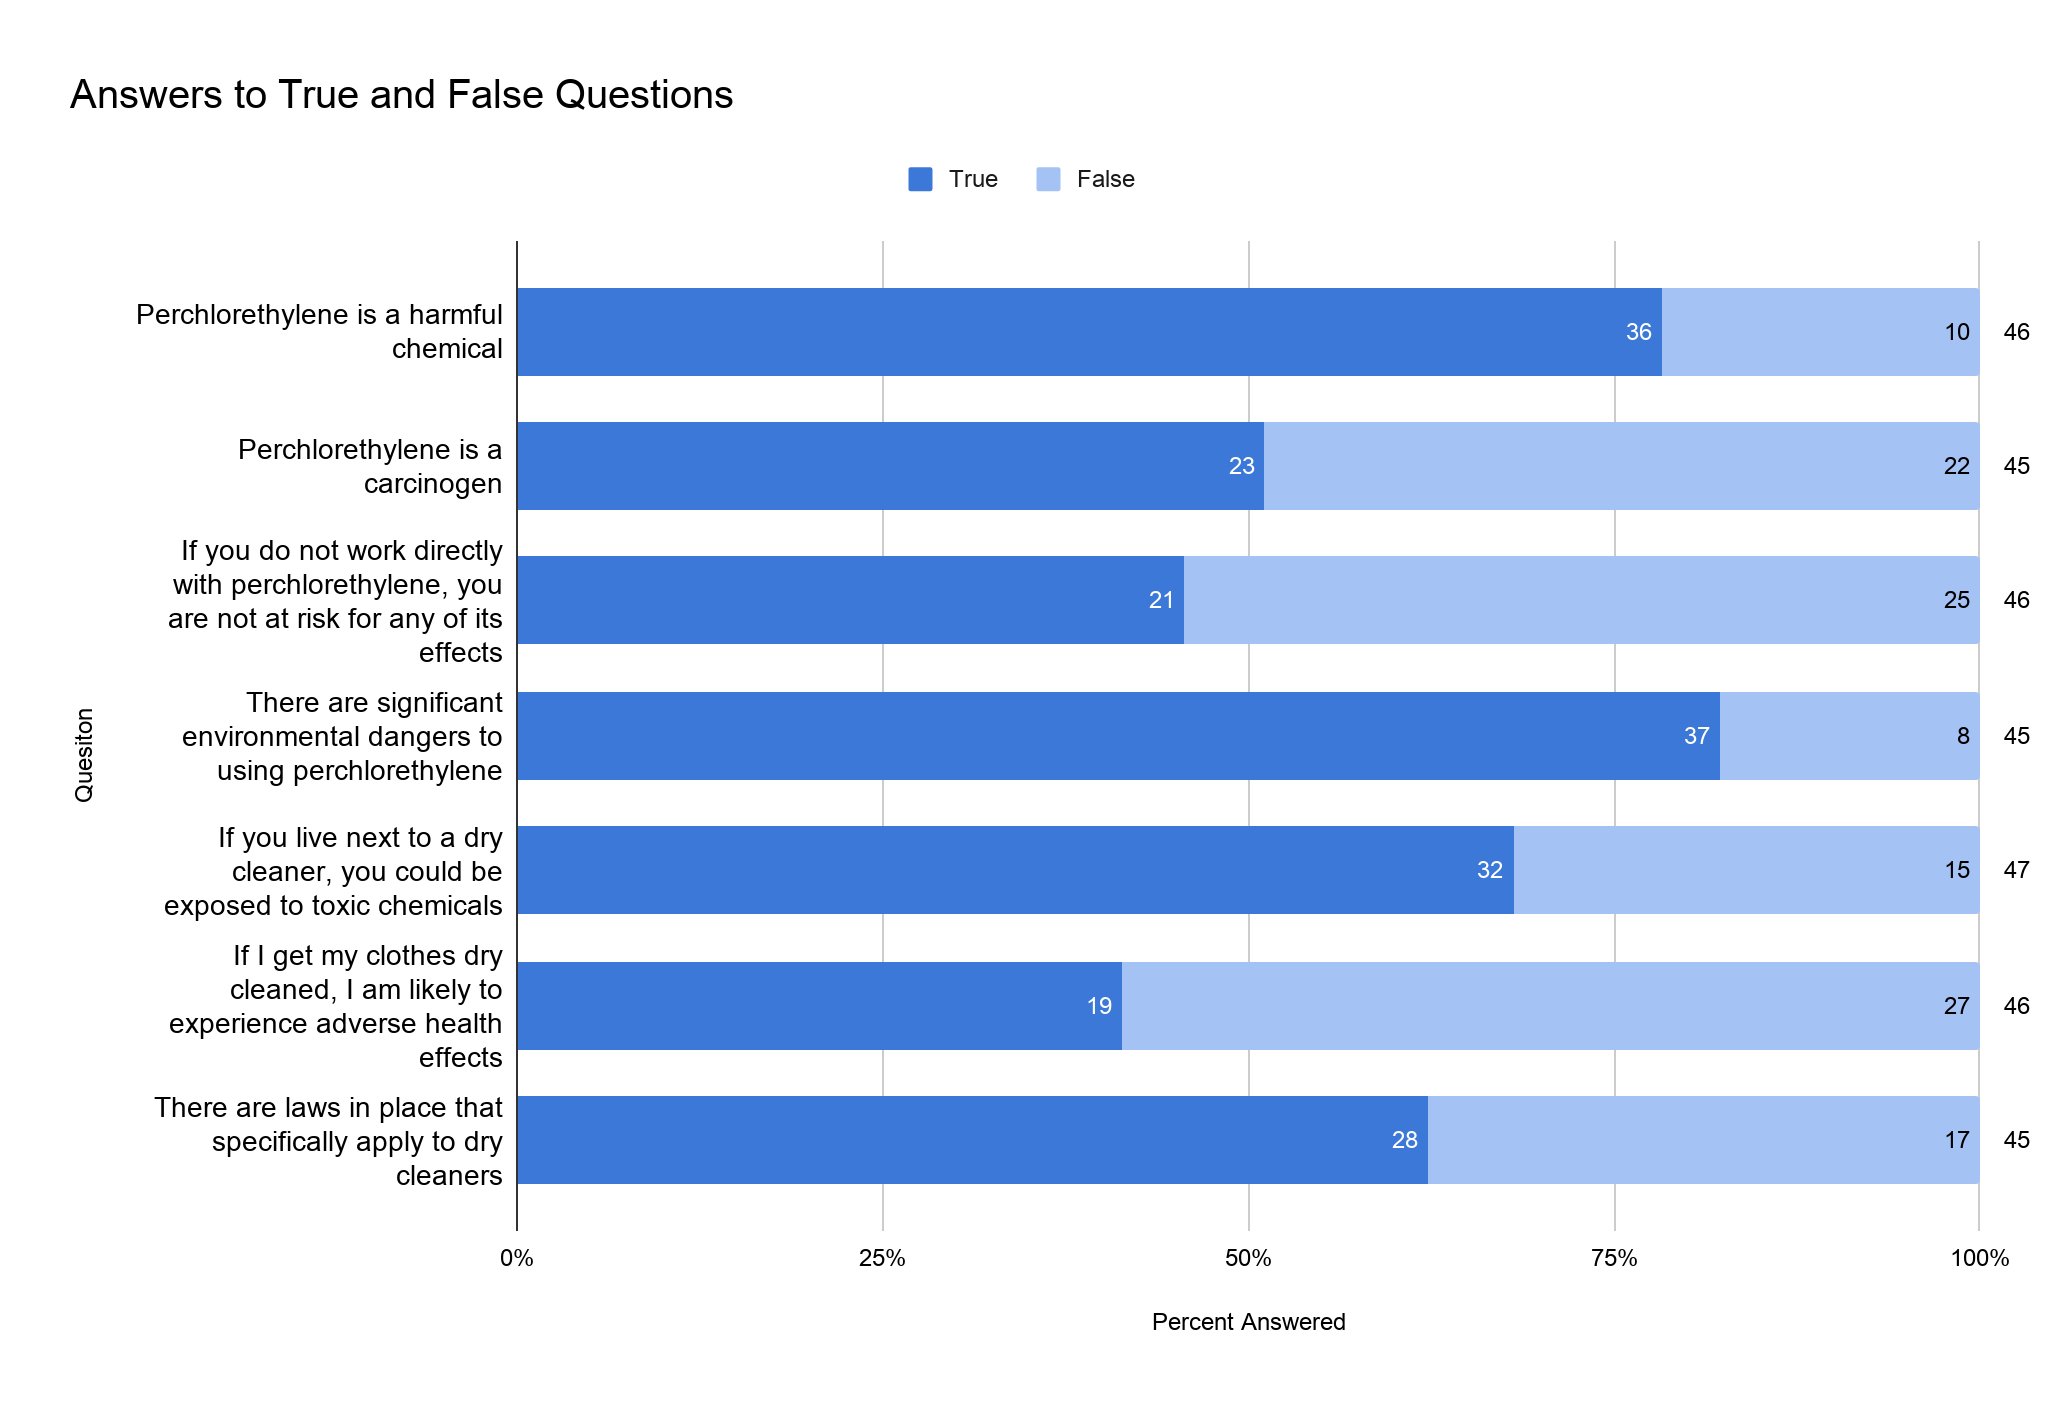 Answers to True and False Questions
True
False
Perchlorethylene is a harmful
chemical
36
10
46
Perchlorethylene is a
carcinogen
23
22
45
If you do not work directly
with perchlorethylene, you
are not at risk for any of its
effects
21
25
46
There are significant
environmental dangers to
using perchlorethylene
37
8
45
If you live next to a dry
cleaner, you could be
exposed to toxic chemicals
32
15
47
If I get my clothes dry
cleaned, I am likely to
experience adverse health
effects
19
27
46
There are laws in place that
specifically apply to dry
cleaners
28
17
45
Quesiton
0%
25%
50%
75%
100%
Percent Answered